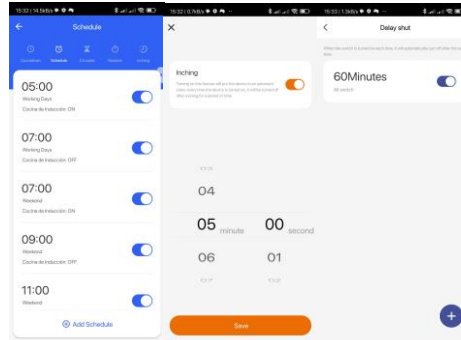 Schedule
Countdown Schedule Circulate Random Inching
05:00
Working Days
Cocina de Inducción: ON
07:00
Working Days
Cocina de Inducción: OFF
07:00
Weekend
Cocina de Inducción: ON
09:00
Weekend
Cocina de Inducción: OFF
11:00
Weekend
Add Schedule
Inching
04
05 minute 00 second
06 01
Save
Delay shut
60Minutes